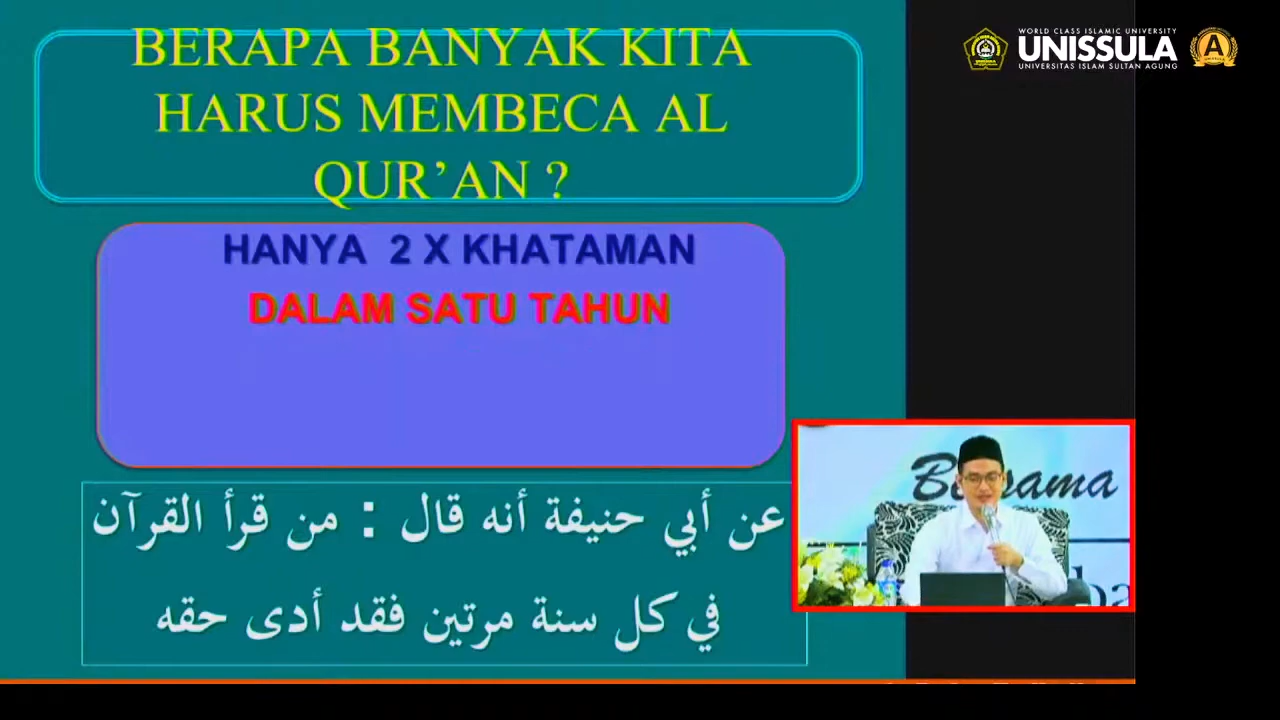 WORLD CLASS ISLAMIC UNIVERSITY
UNISSULA
UNIVERSITAS ISLAM SULTAN AGUNG
A
BERAPA BANYAK KITA
HARUS MEMBECA AL
QUR’AN ?
HANYA 2 X KHATAMAN
DALAM SATU TAHUN
عن أبي حنيفة أنه قال : من قرأ القرآن
في كل سنة مرتين فقد أدى حقه
Bersama